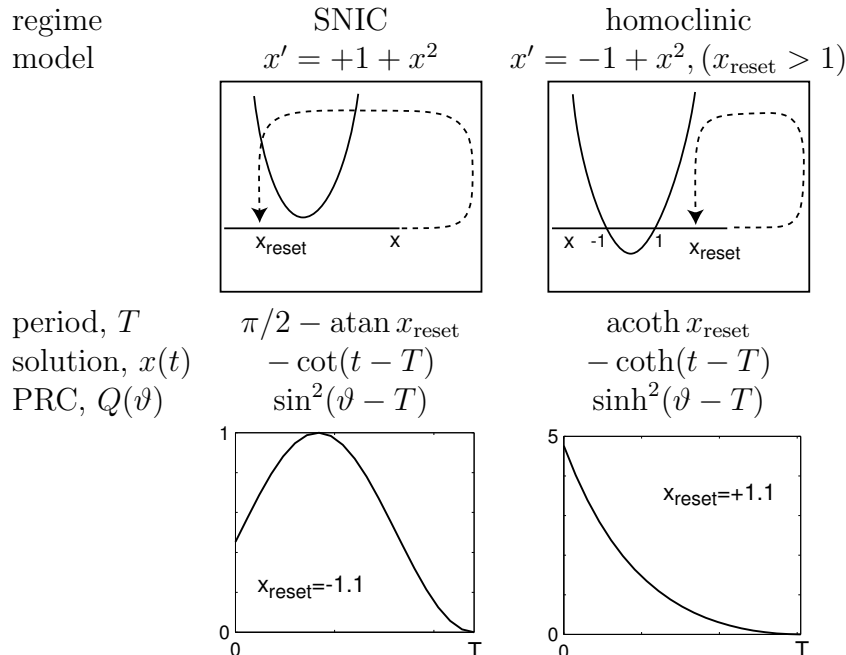 regime SNIC homoclinic
model x′ = +1 + x² x′ = −1 + x², (x_reset > 1)
x_reset x
x -1 1 x_reset
period, T π/2 − atan x_reset acoth x_reset
solution, x(t) − cot(t − T) − coth(t − T)
PRC, Q(ϑ) sin²(ϑ − T) sinh²(ϑ − T)
1 5
x_reset=+1.1
x_reset=-1.1
0 0
0 T 0 T